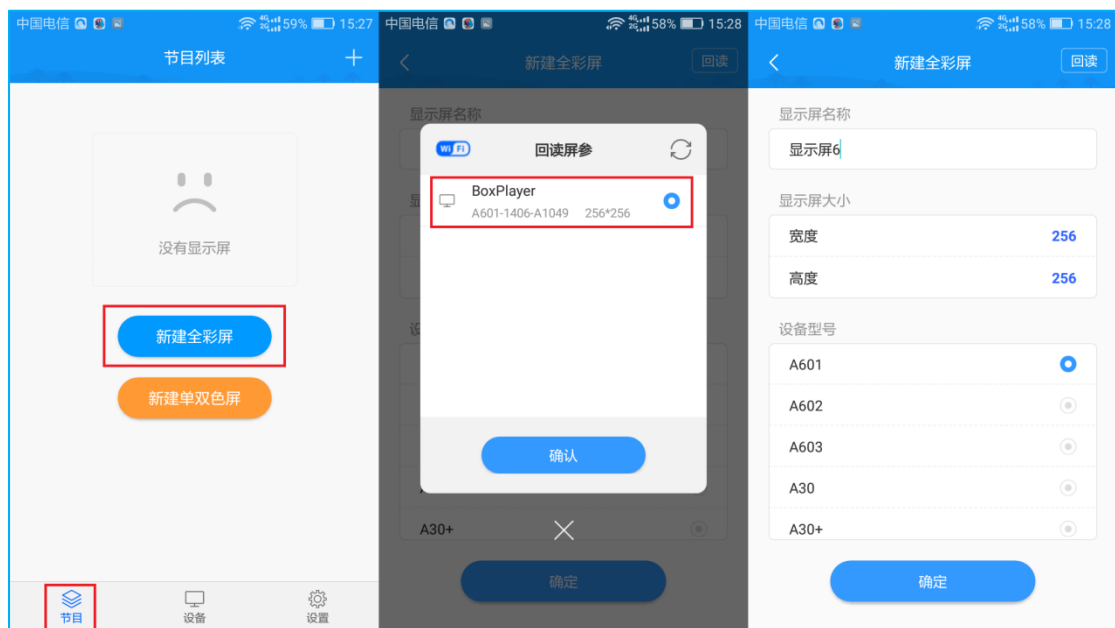 中国电信 59% 15:27
节目列表
没有显示屏
新建全彩屏
新建单双色屏
节目
设备
设置
中国电信 58% 15:28
新建全彩屏
回读
显示屏名称
WiFi
回读屏参
BoxPlayer
A601-1406-A1049 256*256
确认
A30+
确定
中国电信 58% 15:28
新建全彩屏
回读
显示屏名称
显示屏6
显示屏大小
宽度 256
高度 256
设备型号
A601
A602
A603
A30
A30+
确定